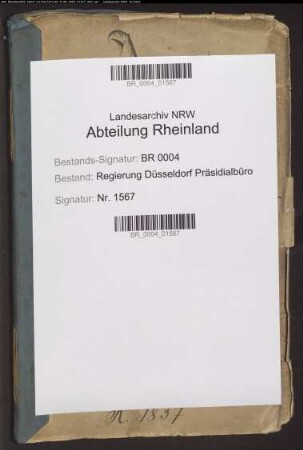 BR_0004_01567
Landesarchiv NRW
Abteilung Rheinland
Bestands-Signatur: BR 0004
Bestand: Regierung Düsseldorf Präsidialbüro
Signatur: Nr. 1567
BR_0004_01567